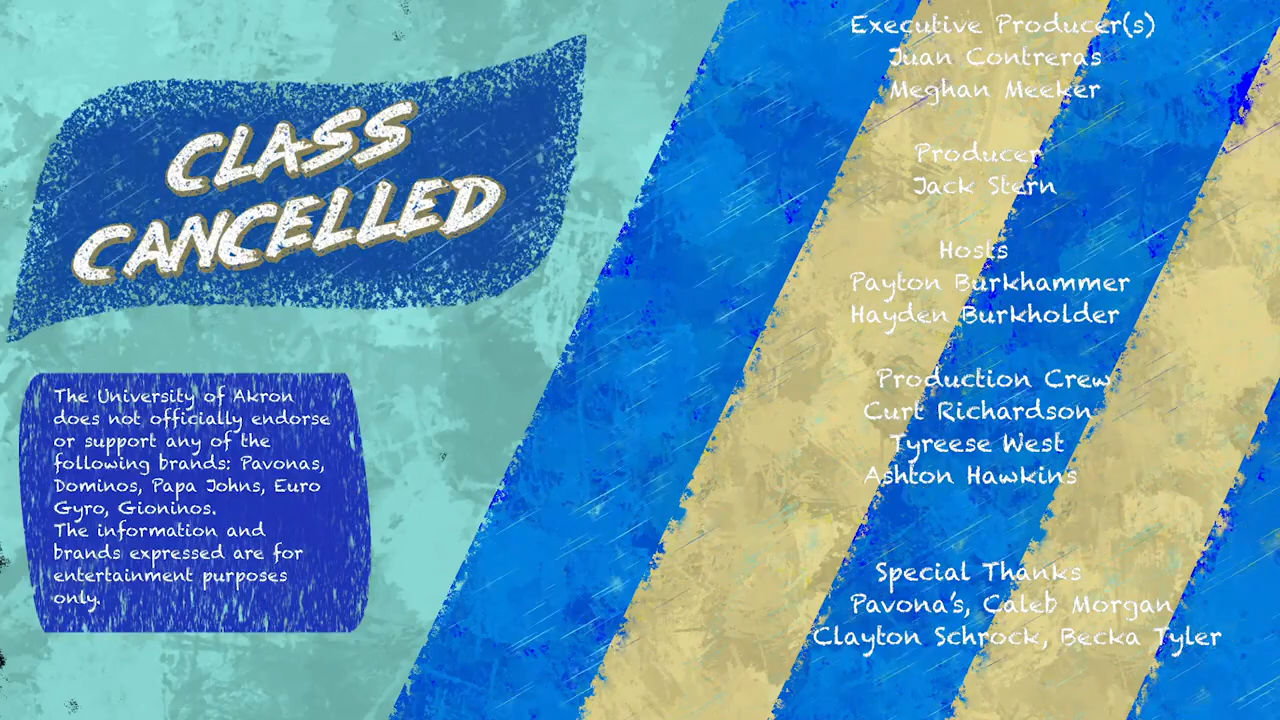 CLASS
CANCELLED
The University of Akron
does not officially endorse
or support any of the
following brands: Pavonas,
Dominos, Papa Johns, Euro
Gyro, Gioninos.
The information and
brands expressed are for
entertainment purposes
only.
Executive Producer(s)
Juan Contreras
Meghan Meeker
Producer
Jack Stern
Hosts
Payton Burkhammer
Hayden Burkholder
Production Crew
Curt Richardson
Tyreese West
Ashton Hawkins
Special Thanks
Pavona's, Caleb Morgan
Clayton Schrock, Becka Tyler